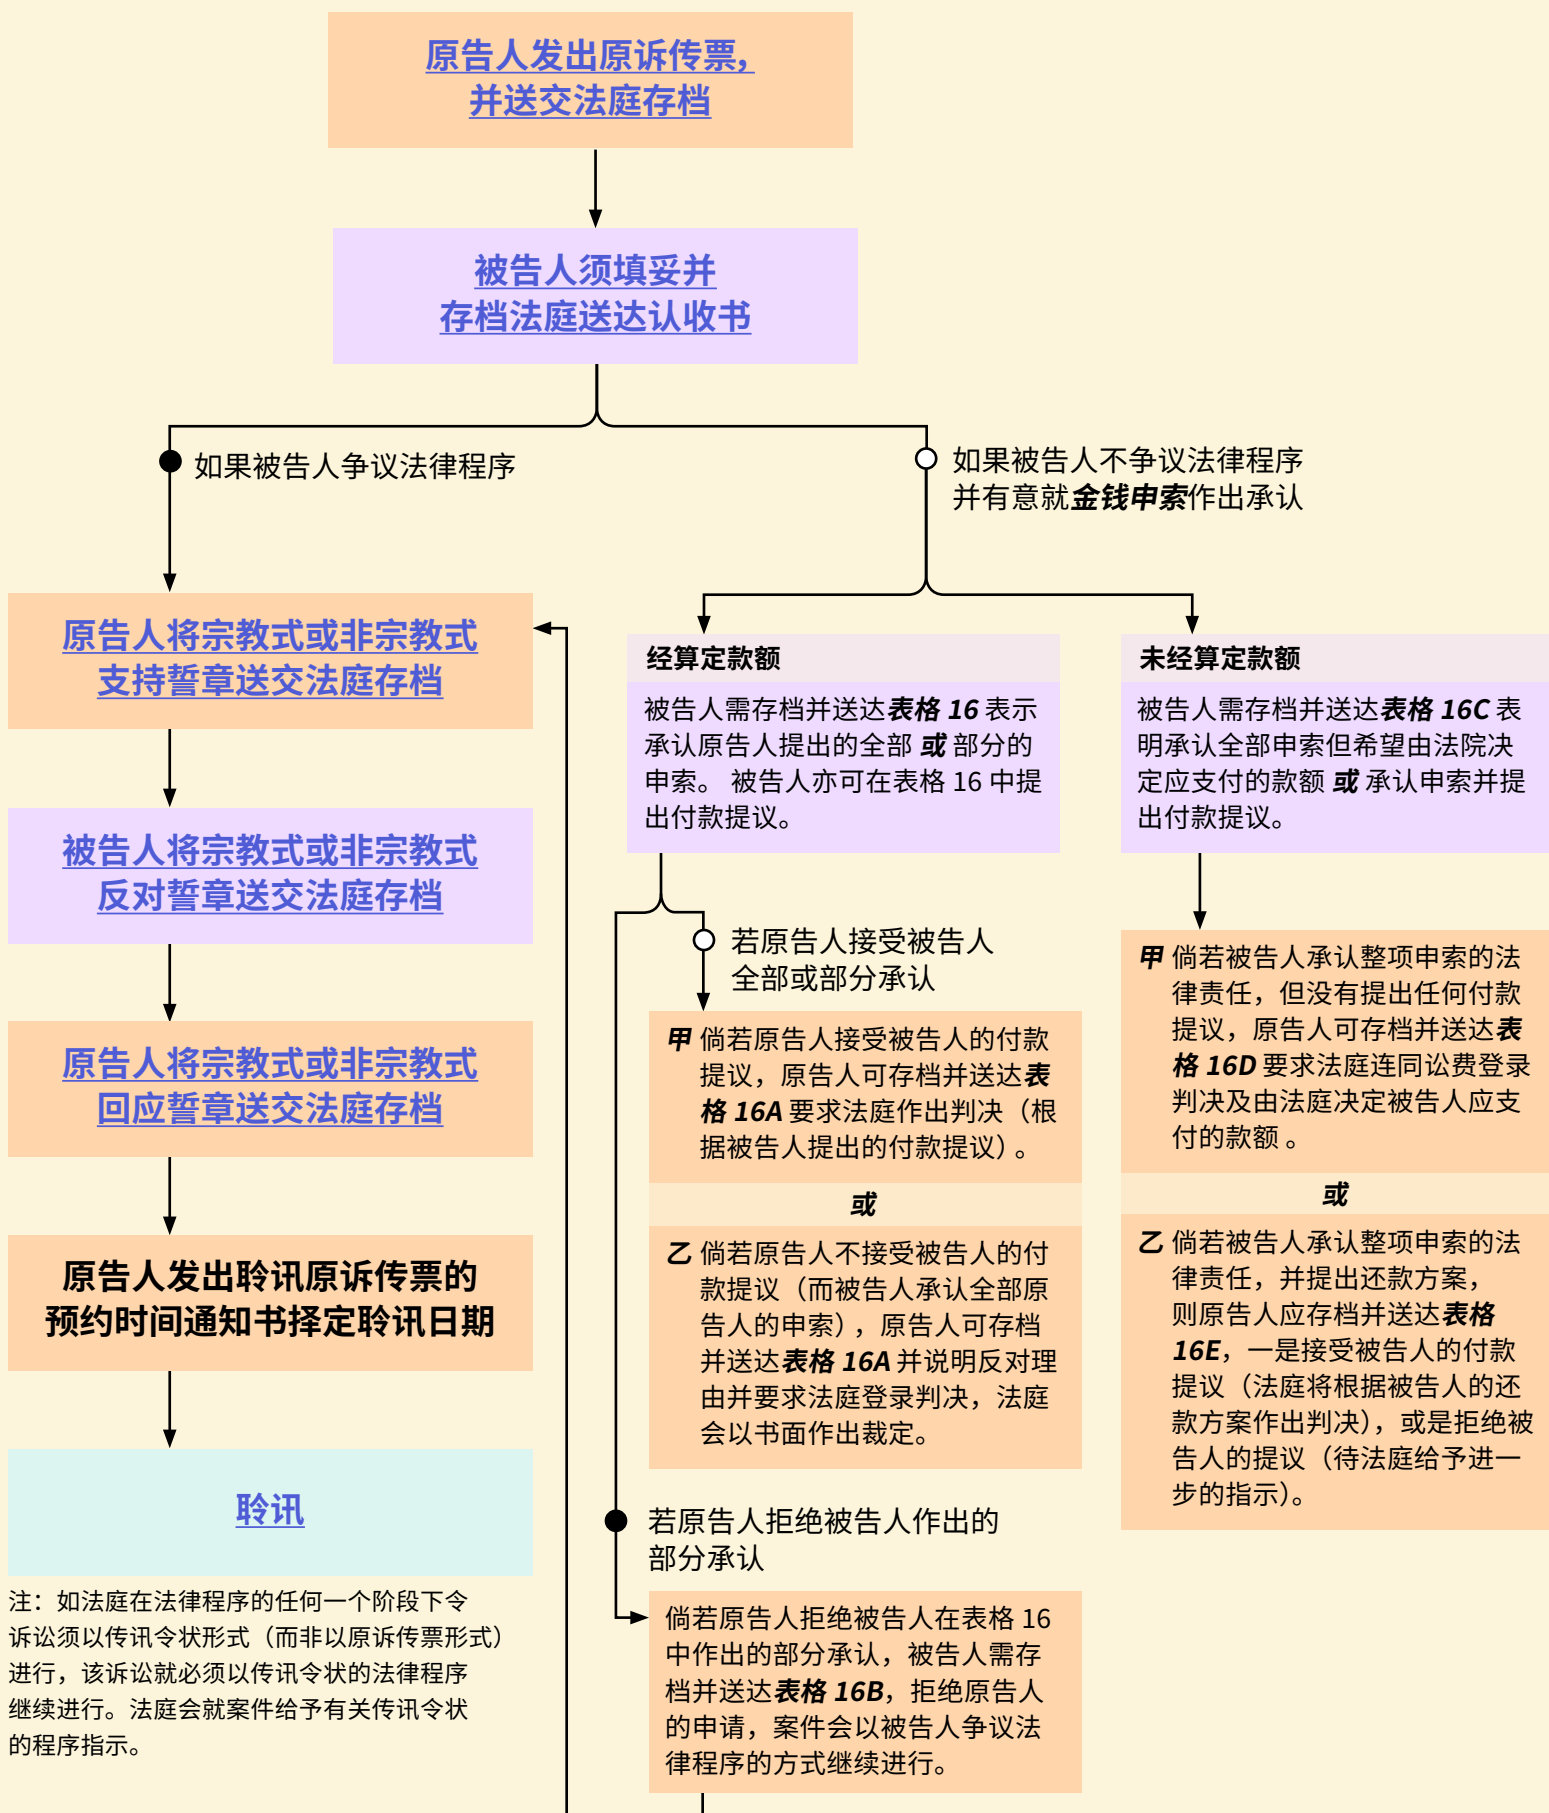 原告人发出原诉传票，
并送交法庭存档
被告人须填妥并
存档法庭送达认收书
如果被告人争议法律程序
如果被告人不争议法律程序
并有意就金钱申索作出承认
原告人将宗教式或非宗教式
支持誓章送交法庭存档
被告人将宗教式或非宗教式
反对誓章送交法庭存档
原告人将宗教式或非宗教式
回应誓章送交法庭存档
原告人发出聆讯原诉传票的
预约时间通知书择定聆讯日期
聆讯
注：如法庭在法律程序的任何一个阶段下令
诉讼须以传讯令状形式（而非以原诉传票形式）
进行，该诉讼就必须以传讯令状的法律程序
继续进行。法庭会就案件给予有关传讯令状
的程序指示。
经算定款额
被告人需存档并送达表格 16 表示
承认原告人提出的全部 或 部分的
申索。 被告人亦可在表格 16 中提
出付款提议。
若原告人接受被告人
全部或部分承认
甲 倘若原告人接受被告人的付款
提议，原告人可存档并送达表
格 16A 要求法庭作出判决（根
据被告人提出的付款提议）。
或
乙 倘若原告人不接受被告人的付
款提议（而被告人承认全部原
告人的申索），原告人可存档
并送达表格 16A 并说明反对理
由并要求法庭登录判决，法庭
会以书面作出裁定。
若原告人拒绝被告人作出的
部分承认
倘若原告人拒绝被告人在表格 16
中作出的部分承认，被告人需存
档并送达表格 16B，拒绝原告人
的申请，案件会以被告人争议法
律程序的方式继续进行。
未经算定款额
被告人需存档并送达表格 16C 表
明承认全部申索但希望由法院决
定应支付的款额 或 承认申索并提
出付款提议。
甲 倘若被告人承认整项申索的法
律责任，但没有提出任何付款
提议，原告人可存档并送达表
格 16D 要求法庭连同讼费登录
判决及由法庭决定被告人应支
付的款额 。
或
乙 倘若被告人承认整项申索的法
律责任，并提出还款方案，
则原告人应存档并送达表格
16E，一是接受被告人的付款
提议（法庭将根据被告人的还
款方案作出判决），或是拒绝被
告人的提议（待法庭给予进一
步的指示）。